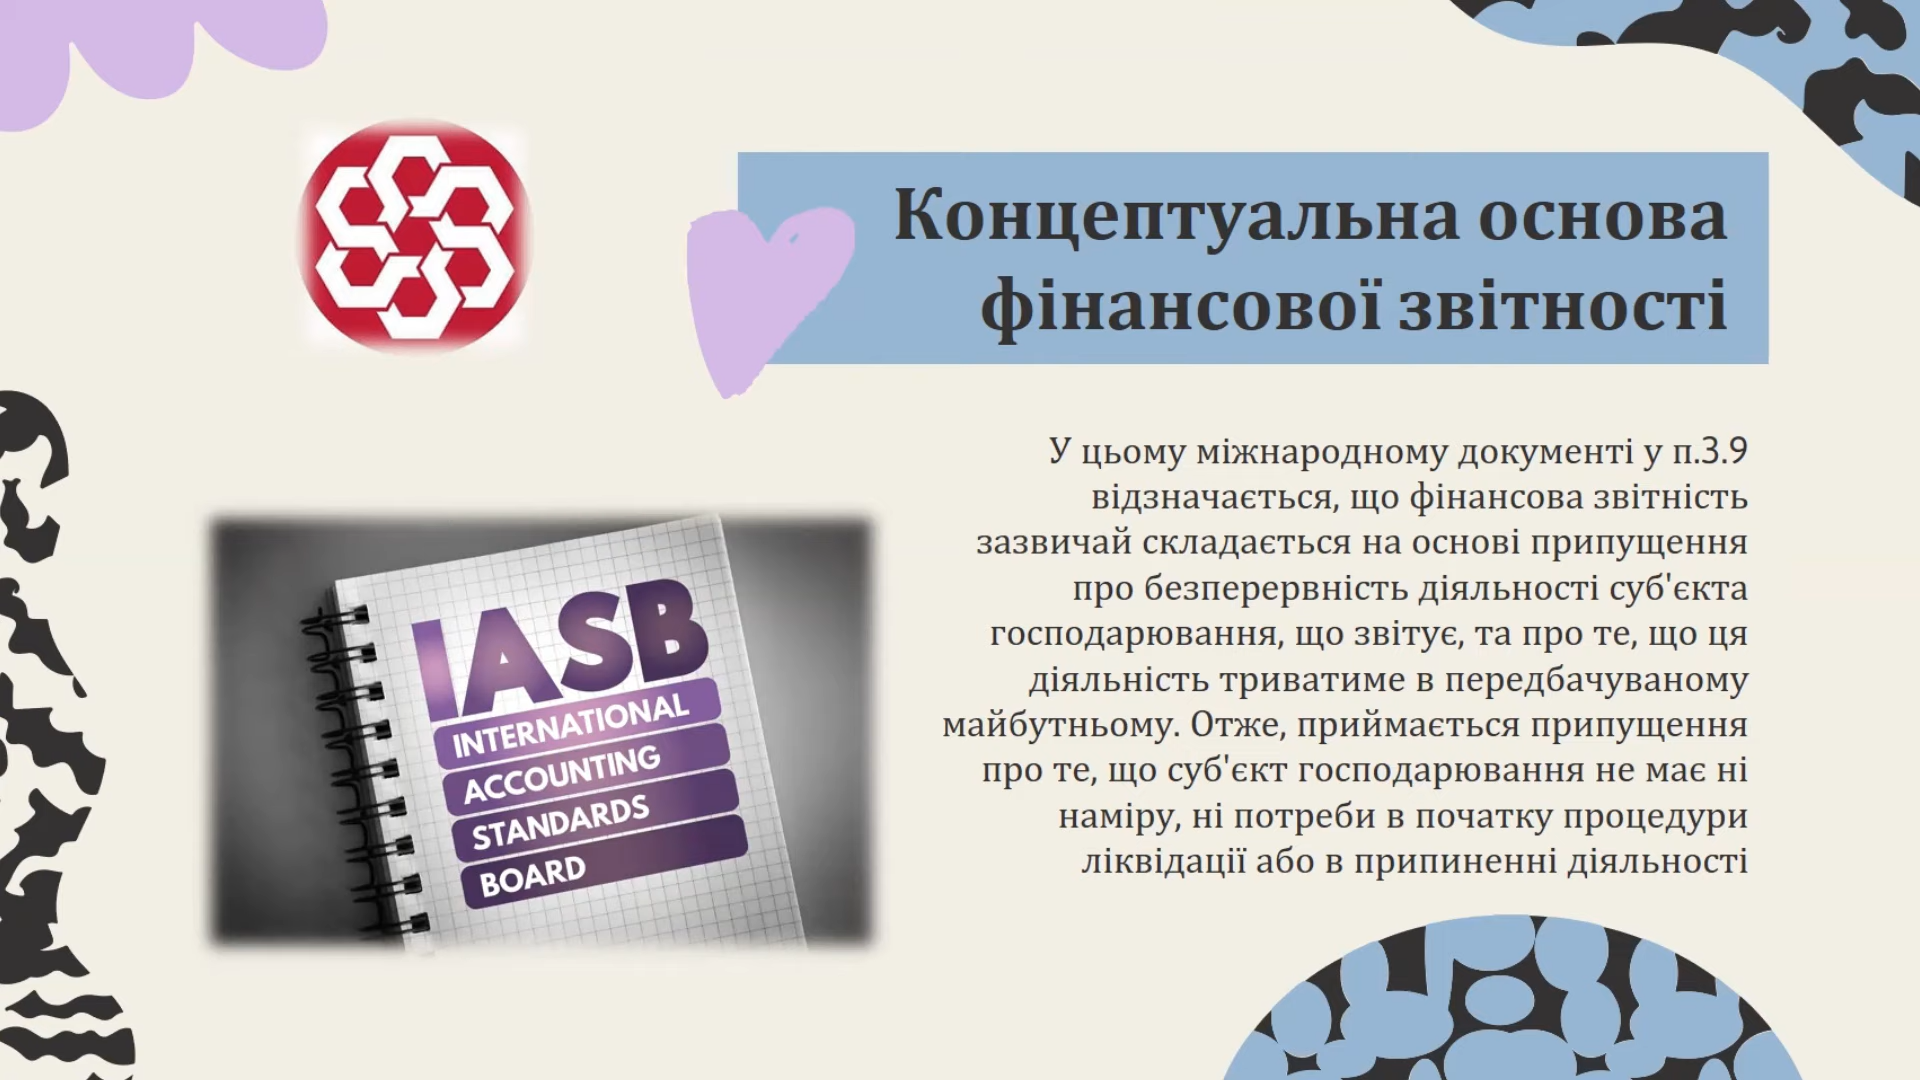 Концептуальна основа
фінансової звітності
У цьому міжнародному документі у п.3.9
відзначається, що фінансова звітність
зазвичай складається на основі припущення
про безперервність діяльності суб'єкта
господарювання, що звітує, та про те, що ця
діяльність триватиме в передбачуваному
майбутньому. Отже, приймається припущення
про те, що суб'єкт господарювання не має ні
наміру, ні потреби в початку процедури
ліквідації або в припиненні діяльності
IASB
INTERNATIONAL
ACCOUNTING
STANDARDS
BOARD